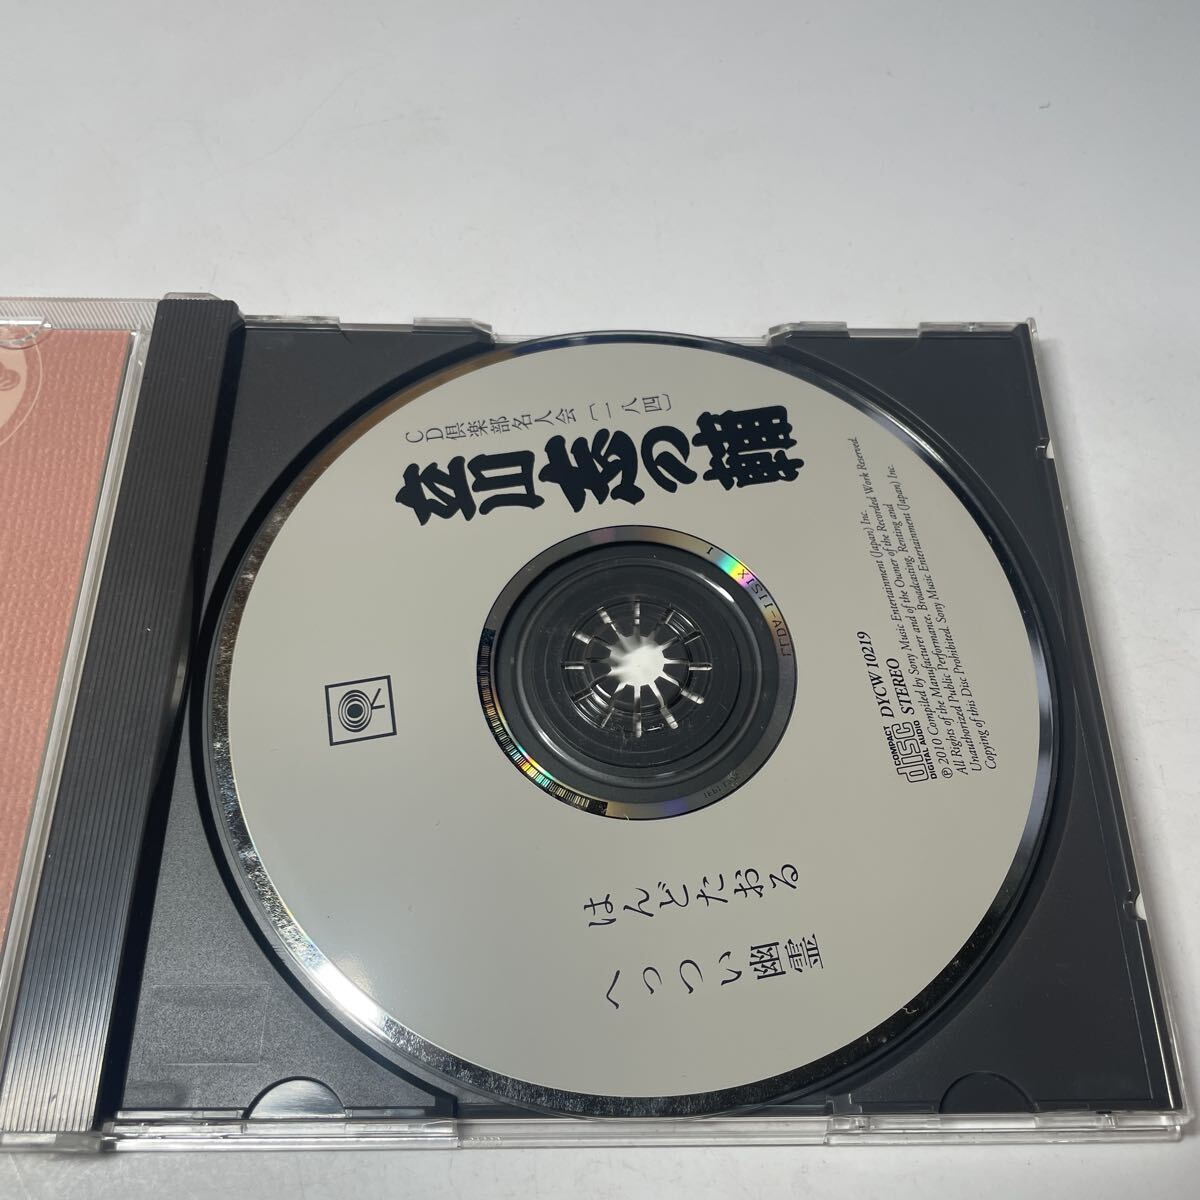 CD倶楽部名人会〔一八四〕
立川志の輔
はんどたおる
へっつい幽霊
COMPACT
disc
DIGITAL AUDIO
DYCW 10219
STEREO
℗ 2010 Compiled by Sony Music Entertainment (Japan) Inc.
All Rights of the Manufacturer and of the Owner of the Recorded Work Reserved.
Unauthorized Public Performance, Broadcasting, Renting and
Copying of this Disc Prohibited. Sony Music Entertainment (Japan) Inc.